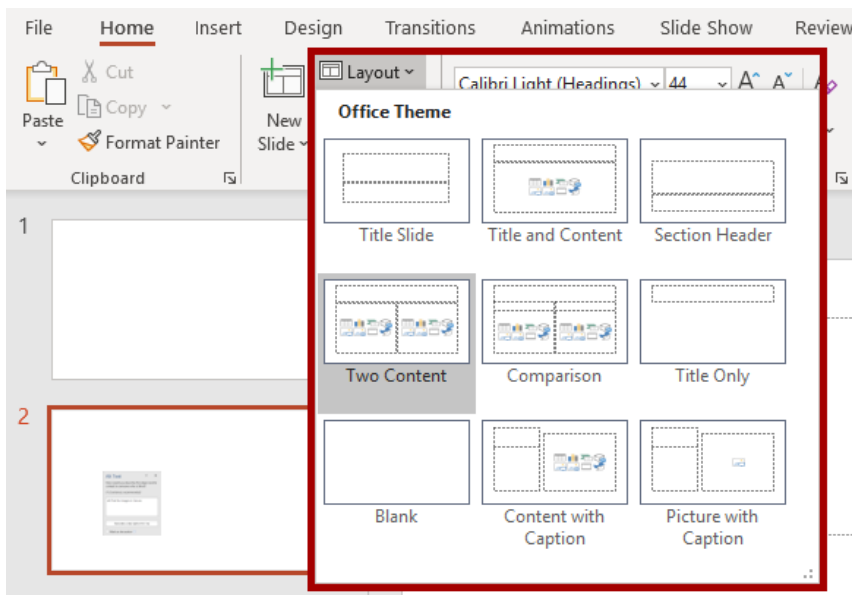 File Home Insert Design Transitions Animations Slide Show Review
Cut
Layout
Calibri Light (Headings) 44 A A
Copy
Paste
New
Office Theme
Format Painter
Slide
Clipboard
Title Slide Title and Content Section Header
1
Two Content Comparison Title Only
2
Blank Content with Picture with
Caption Caption